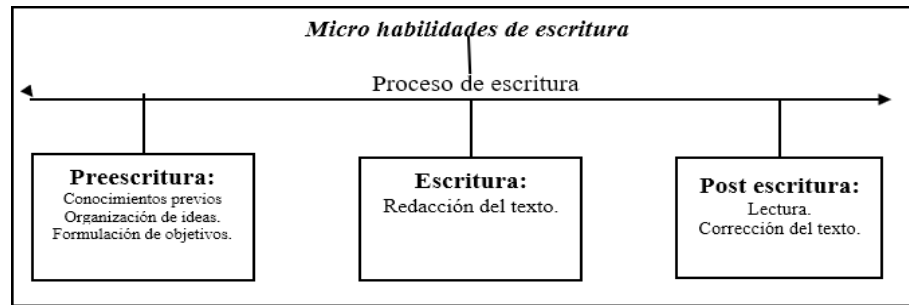 Micro habilidades de escritura
Proceso de escritura
Preescritura:
Conocimientos previos
Organización de ideas.
Formulación de objetivos.
Escritura:
Redacción del texto.
Post escritura:
Lectura.
Corrección del texto.